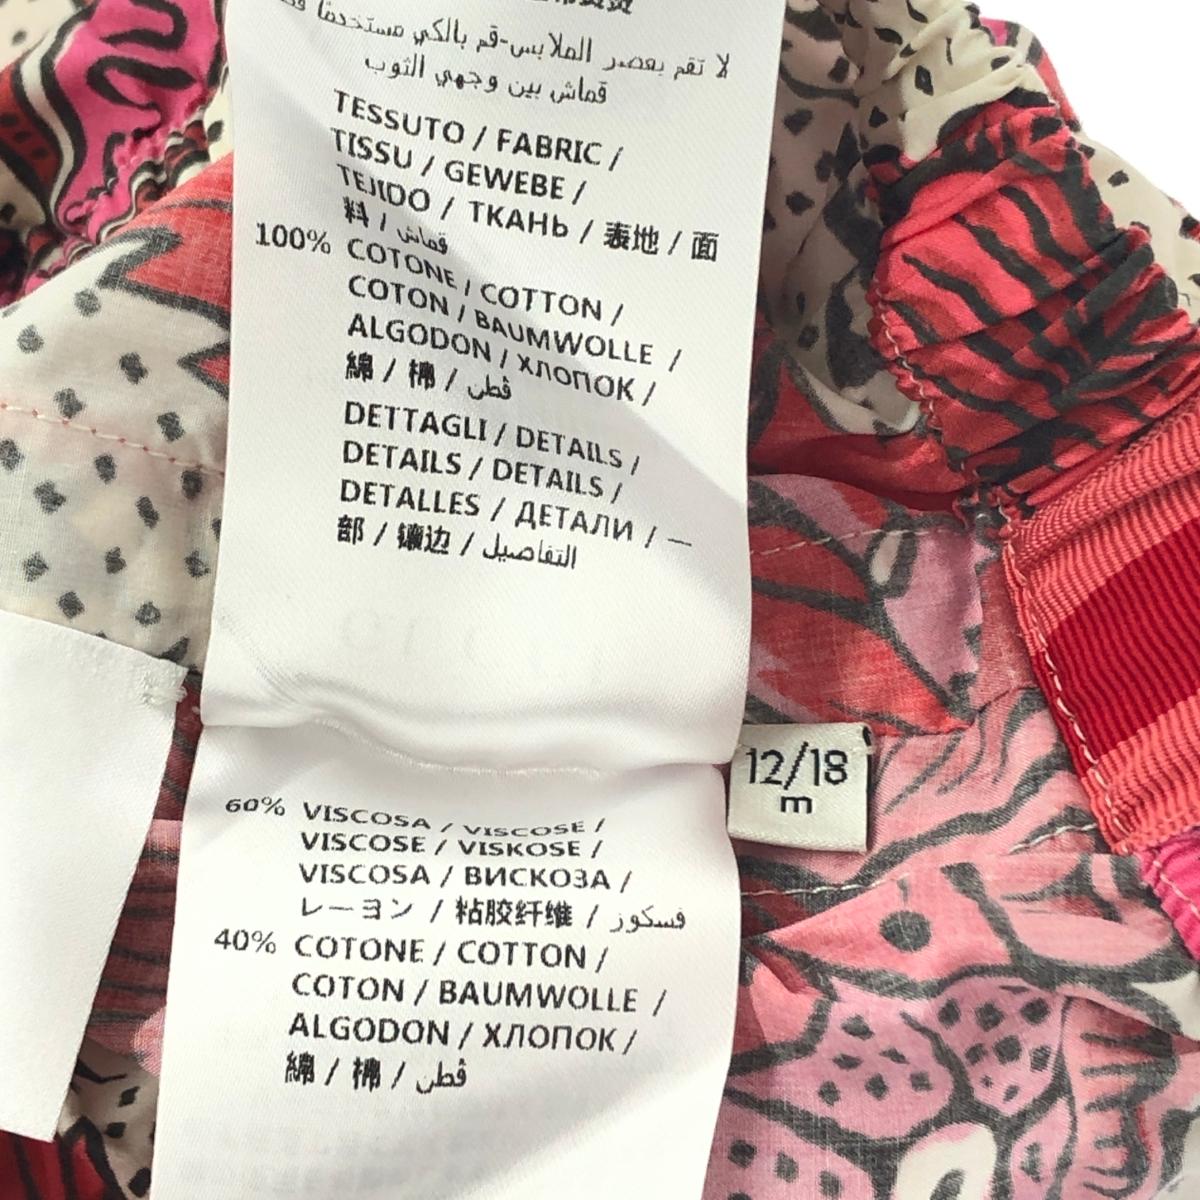 لا تقم بعصر الملابس-قم بالكي مستخدمًا
قماش بين وجهي الثوب
TESSUTO / FABRIC /
TISSU / GEWEBE /
TEJIDO / ТКАНЬ / 表地 / 面
料 / قماش
100% COTONE / COTTON /
COTON / BAUMWOLLE /
ALGODON / ХЛОПОК /
綿 / 棉 / قطن
DETTAGLI / DETAILS /
DETAILS / DETAILS /
DETALLES / ДЕТАЛИ / 一
部 / 镶边 / التفاصيل
60% VISCOSA / VISCOSE /
VISCOSE / VISKOSE /
VISCOSA / ВИСКОЗА /
レーヨン / 粘胶纤维 / فسكوز
40% COTONE / COTTON /
COTON / BAUMWOLLE /
ALGODON / ХЛОПОК /
綿 / 棉 / قطن
12/18
m